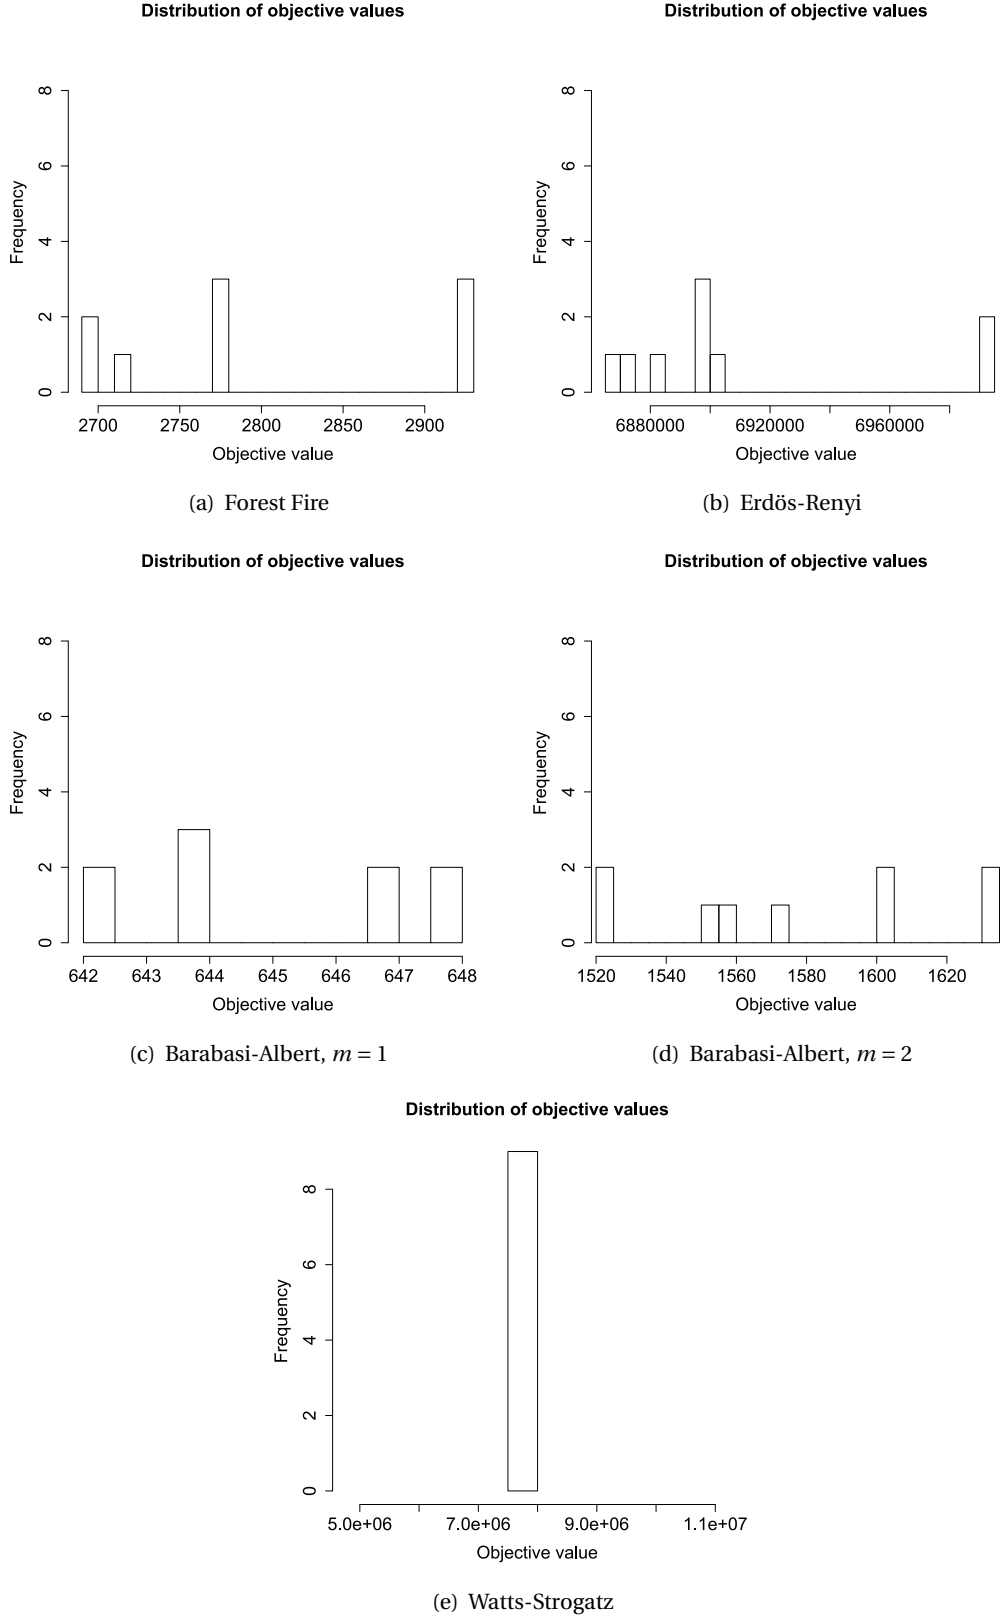 Distribution of objective values
Frequency
0 2 4 6 8
2700 2750 2800 2850 2900
Objective value
(a) Forest Fire
Distribution of objective values
Frequency
0 2 4 6 8
6880000 6920000 6960000
Objective value
(b) Erdös-Renyi
Distribution of objective values
Frequency
0 2 4 6 8
642 643 644 645 646 647 648
Objective value
(c) Barabasi-Albert, m = 1
Distribution of objective values
Frequency
0 2 4 6 8
1520 1540 1560 1580 1600 1620
Objective value
(d) Barabasi-Albert, m = 2
Distribution of objective values
Frequency
0 2 4 6 8
5.0e+06 7.0e+06 9.0e+06 1.1e+07
Objective value
(e) Watts-Strogatz